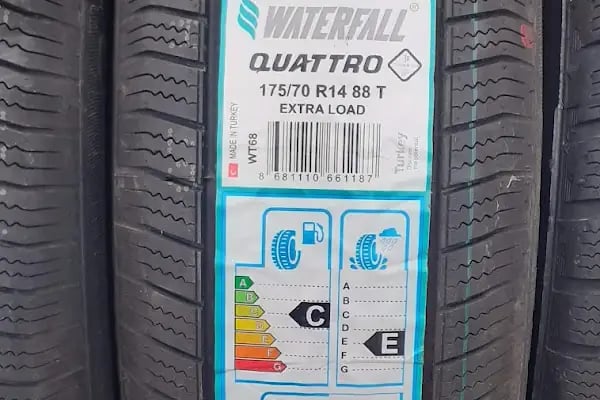 WATERFALL®
QUATTRO
175/70 R14 88 T
EXTRA LOAD
MADE IN TURKEY
WT68
8 681110 661187
Turkey
A
B
C
D
E
F
G
C
A
B
C
D
E
F
G
E